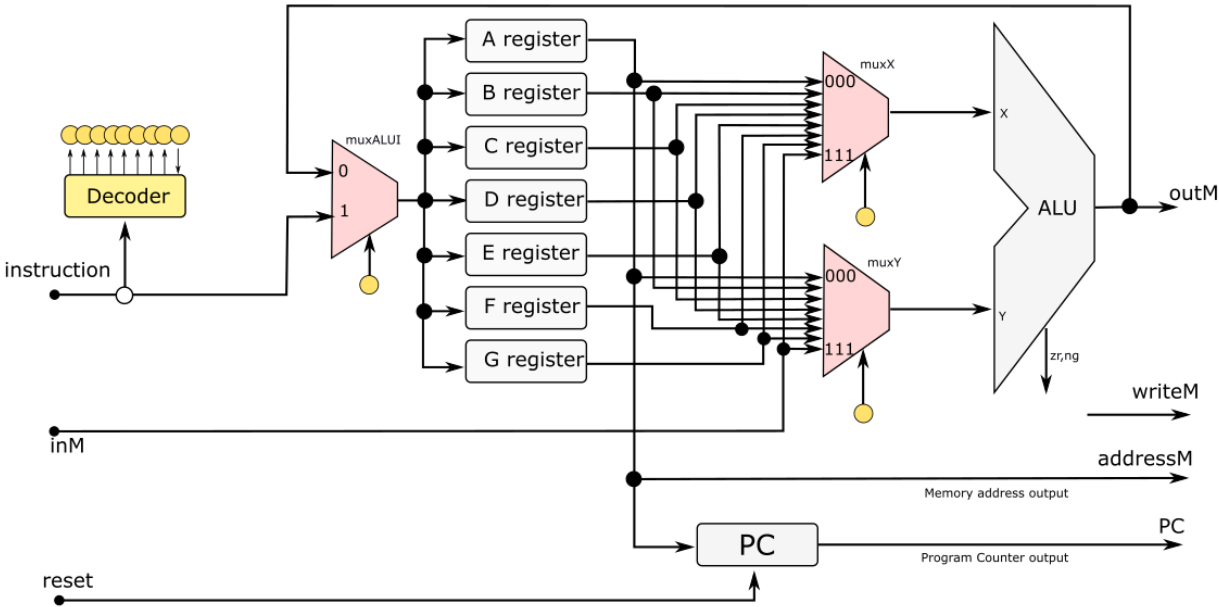 A register
B register
C register
D register
E register
F register
G register
muxALUI
0
1
Decoder
instruction
inM
reset
muxX
000
111
muxY
000
111
X
Y
ALU
zr,ng
outM
writeM
addressM
Memory address output
PC
PC
Program Counter output